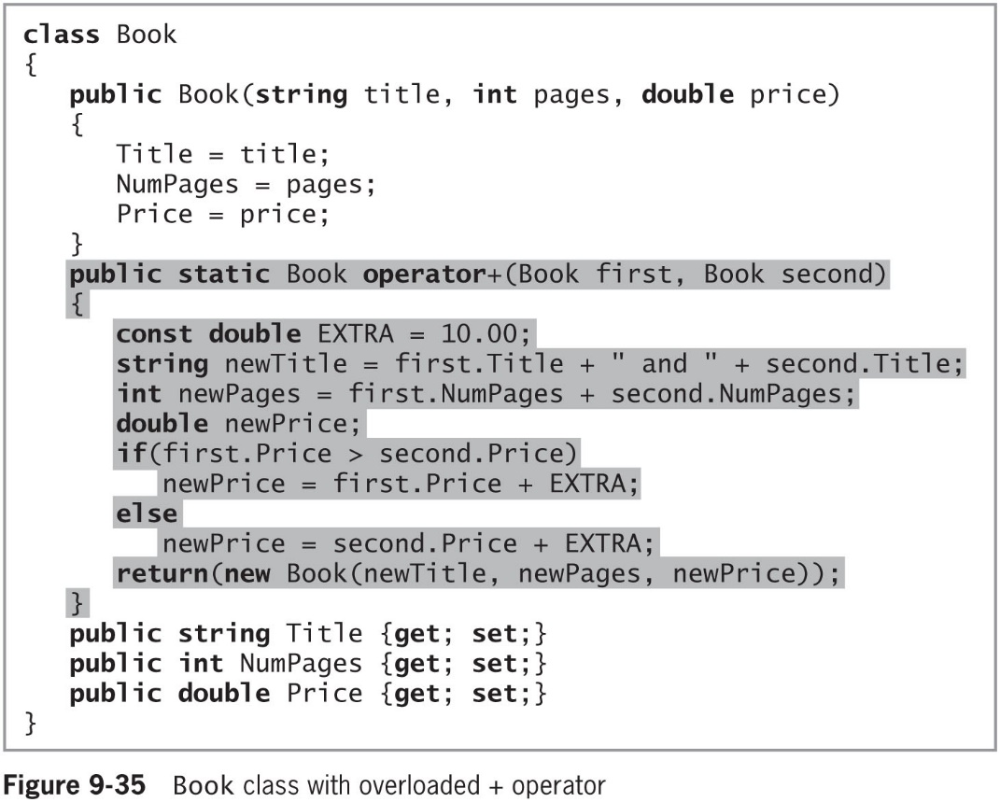 class Book
{
public Book(string title, int pages, double price)
{
Title = title;
NumPages = pages;
Price = price;
}
public static Book operator+(Book first, Book second)
{
const double EXTRA = 10.00;
string newTitle = first.Title + " and " + second.Title;
int newPages = first.NumPages + second.NumPages;
double newPrice;
if(first.Price > second.Price)
newPrice = first.Price + EXTRA;
else
newPrice = second.Price + EXTRA;
return(new Book(newTitle, newPages, newPrice));
}
public string Title {get; set;}
public int NumPages {get; set;}
public double Price {get; set;}
}
Figure 9-35 Book class with overloaded + operator